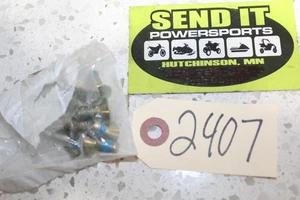 SEND IT
POWERSPORTS
HUTCHINSON, MN
2407